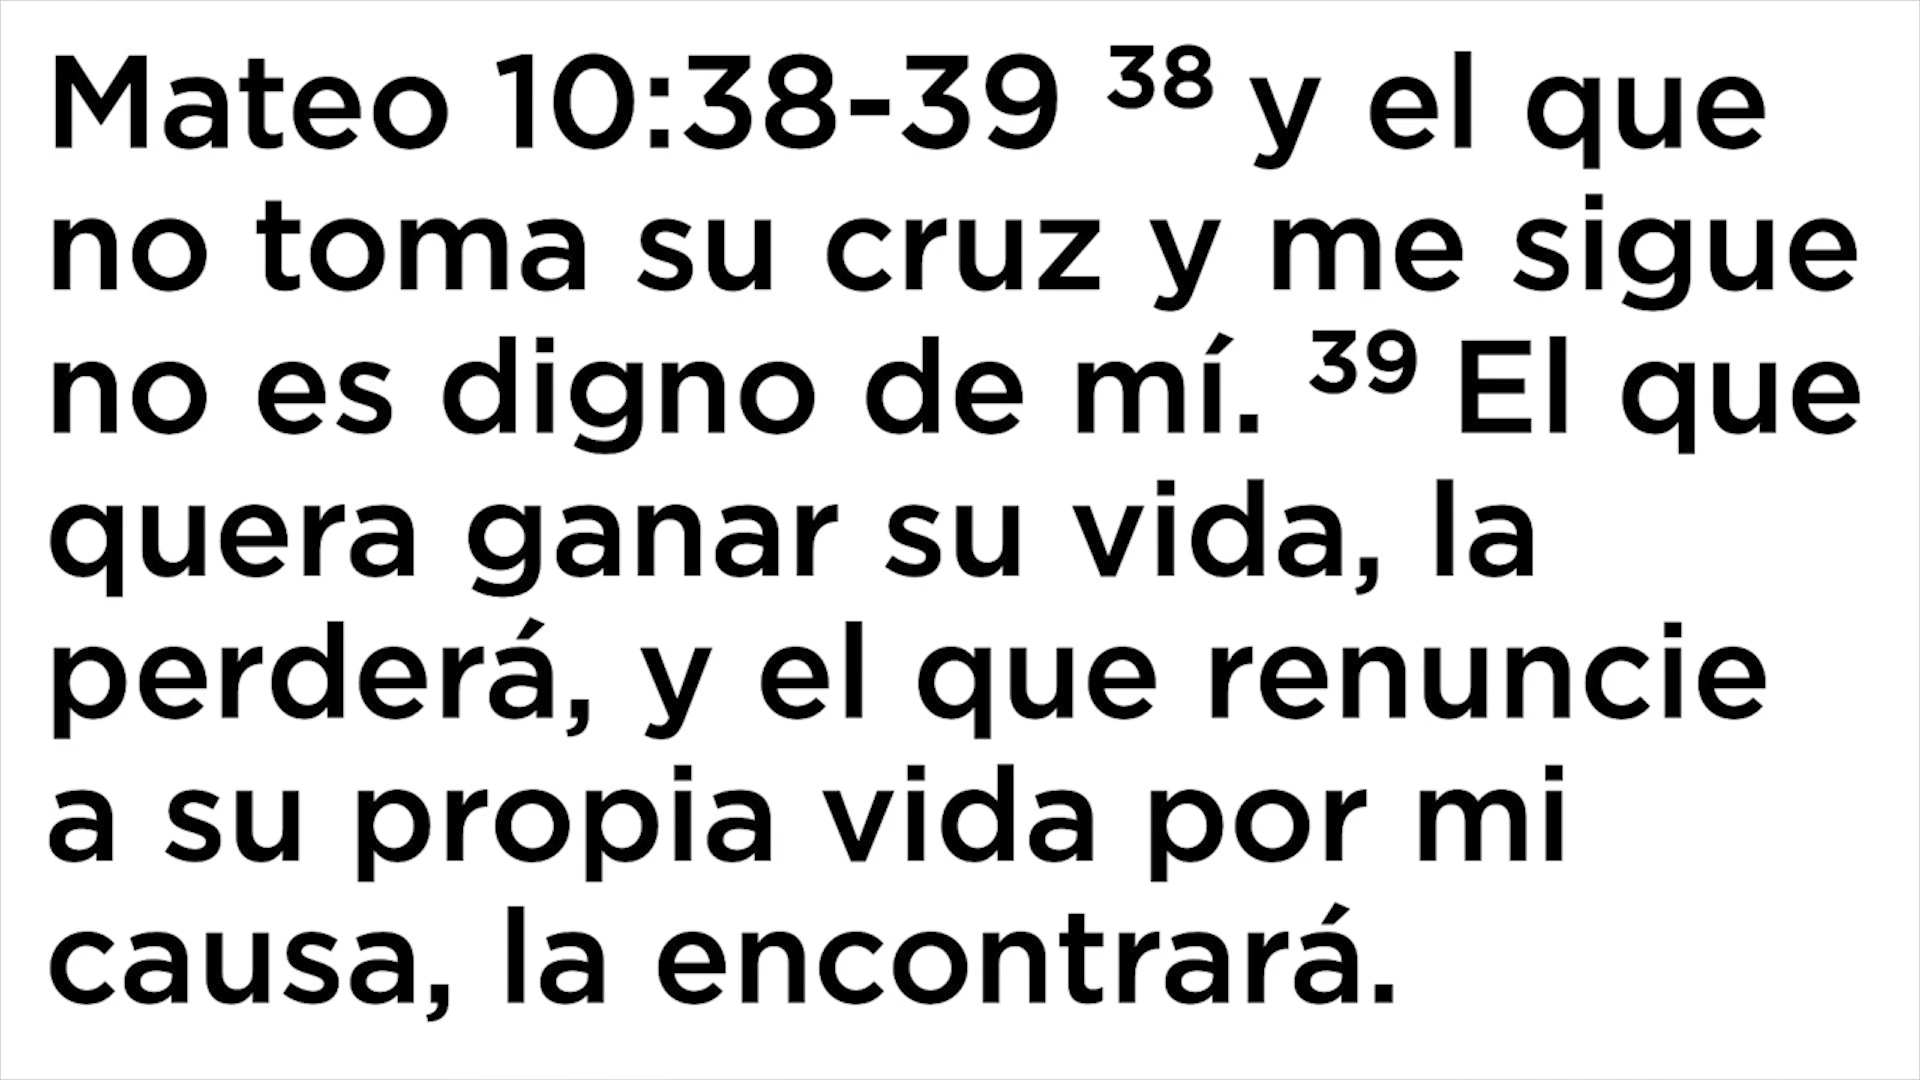 Mateo 10:38-39 ³⁸ y el que
no toma su cruz y me sigue
no es digno de mí. ³⁹ El que
quera ganar su vida, la
perderá, y el que renuncie
a su propia vida por mi
causa, la encontrará.